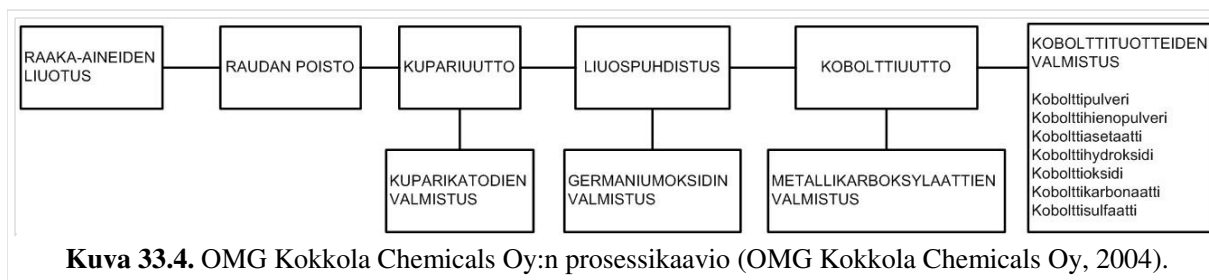 RAAKA-AINEIDEN
LIUOTUS
RAUDAN POISTO
KUPARIUUTTO
LIUOSPUHDISTUS
KOBOLTTIUUTTO
KOBOLTTITUOTTEIDEN
VALMISTUS
Kobolttipulveri
Kobolttihienopulveri
Kobolttiasetaatti
Kobolttihydroksidi
Kobolttioksidi
Kobolttikarbonaatti
Kobolttisulfaatti
KUPARIKATODIEN
VALMISTUS
GERMANIUMOKSIDIN
VALMISTUS
METALLIKARBOKSYLAATTIEN
VALMISTUS
Kuva 33.4. OMG Kokkola Chemicals Oy:n prosessikaavio (OMG Kokkola Chemicals Oy, 2004).